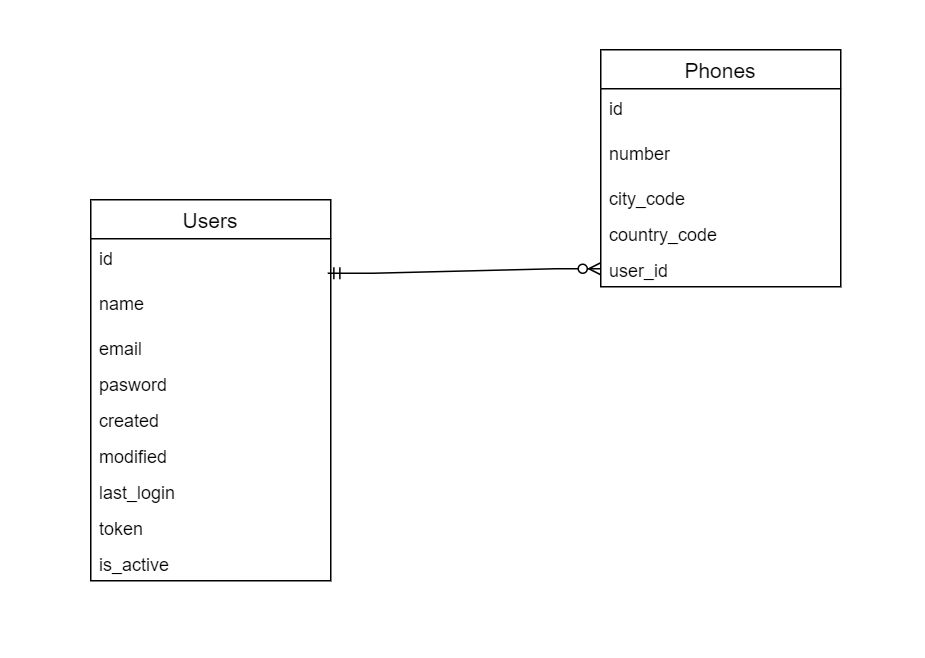 Users
id
name
email
pasword
created
modified
last_login
token
is_active
Phones
id
number
city_code
country_code
user_id